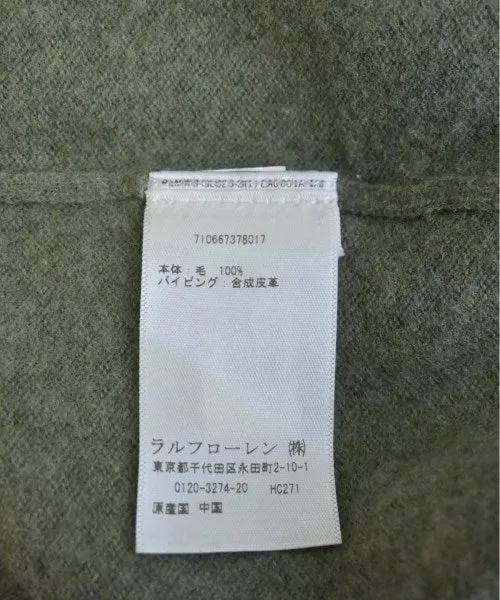 710667378017
本体 毛 100%
パイピング 合成皮革
ラルフローレン ㈱
東京都千代田区永田町2-10-1
0120-3274-20 HC271
原産国 中国